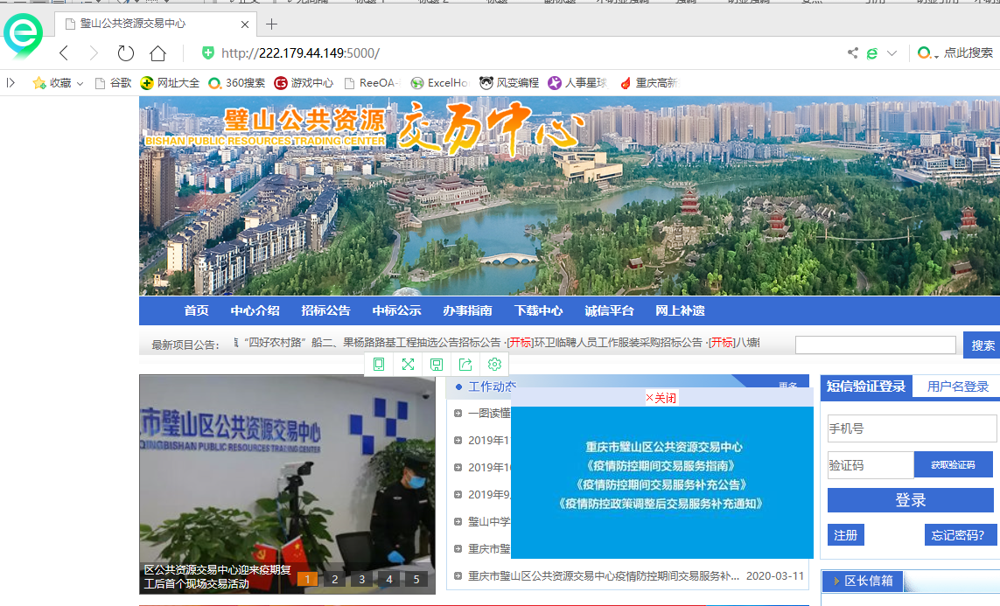 璧山公共资源交易中心
http://222.179.44.149:5000/
点此搜索
收藏 谷歌 网址大全 360搜索 游戏中心 ReeOA- ExcelHo 风变编程 人事星球 重庆高新
璧山公共资源交易中心
BISHAN PUBLIC RESOURCES TRADING CENTER
首页 中心介绍 招标公告 中标公示 办事指南 下载中心 诚信平台 网上补遗
最新项目公告: “四好农村路”船二、果杨路路基工程抽选公告招标公告 ·[开标]环卫临聘人员工作服装采购招标公告 ·[开标]八塘
搜索
市璧山区公共资源交易中心
QINGBISHAN PUBLIC RESOURCES TRADING CENTER
区公共资源交易中心迎来疫期复
工后首个现场交易活动
1 2 3 4 5
工作动态
更多
一图读懂
2019年1
2019年10
2019年9
璧山中学
重庆市璧
重庆市璧山区公共资源交易中心疫情防控期间交易服务补... 2020-03-11
×关闭
重庆市璧山区公共资源交易中心
《疫情防控期间交易服务指南》
《疫情防控期间交易服务补充公告》
《疫情防控政策调整后交易服务补充通知》
短信验证登录 用户名登录
手机号
验证码 获取验证码
登录
注册 忘记密码?
区长信箱